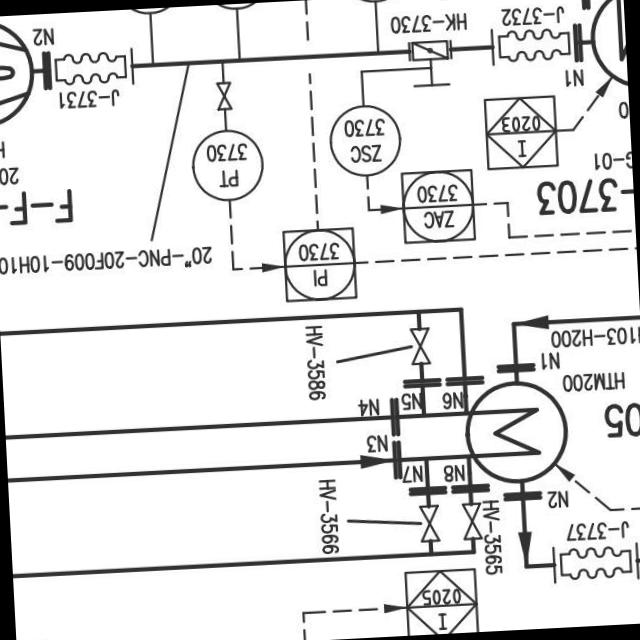 N2
J-3731
HK-3730
J-3732
N1
PT
3730
ZSC
3730
I
0203
ZAC
3730
PI
3730
3703
-01
F-F-
20"-PNC-20F009-10H10
HV-3586
N4
N5
N6
N1
H103-H200
HTM200
05
N3
N7
N8
N2
HV-3566
HV-3565
J-3737
I
0205